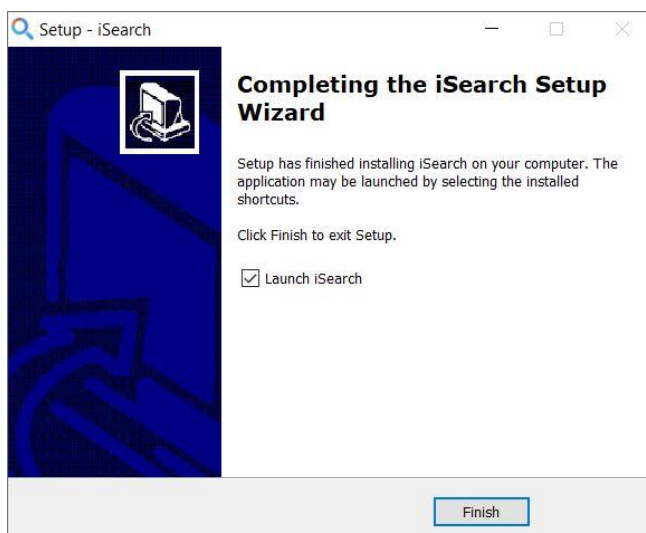 Setup - iSearch
Completing the iSearch Setup
Wizard
Setup has finished installing iSearch on your computer. The
application may be launched by selecting the installed
shortcuts.
Click Finish to exit Setup.
Launch iSearch
Finish